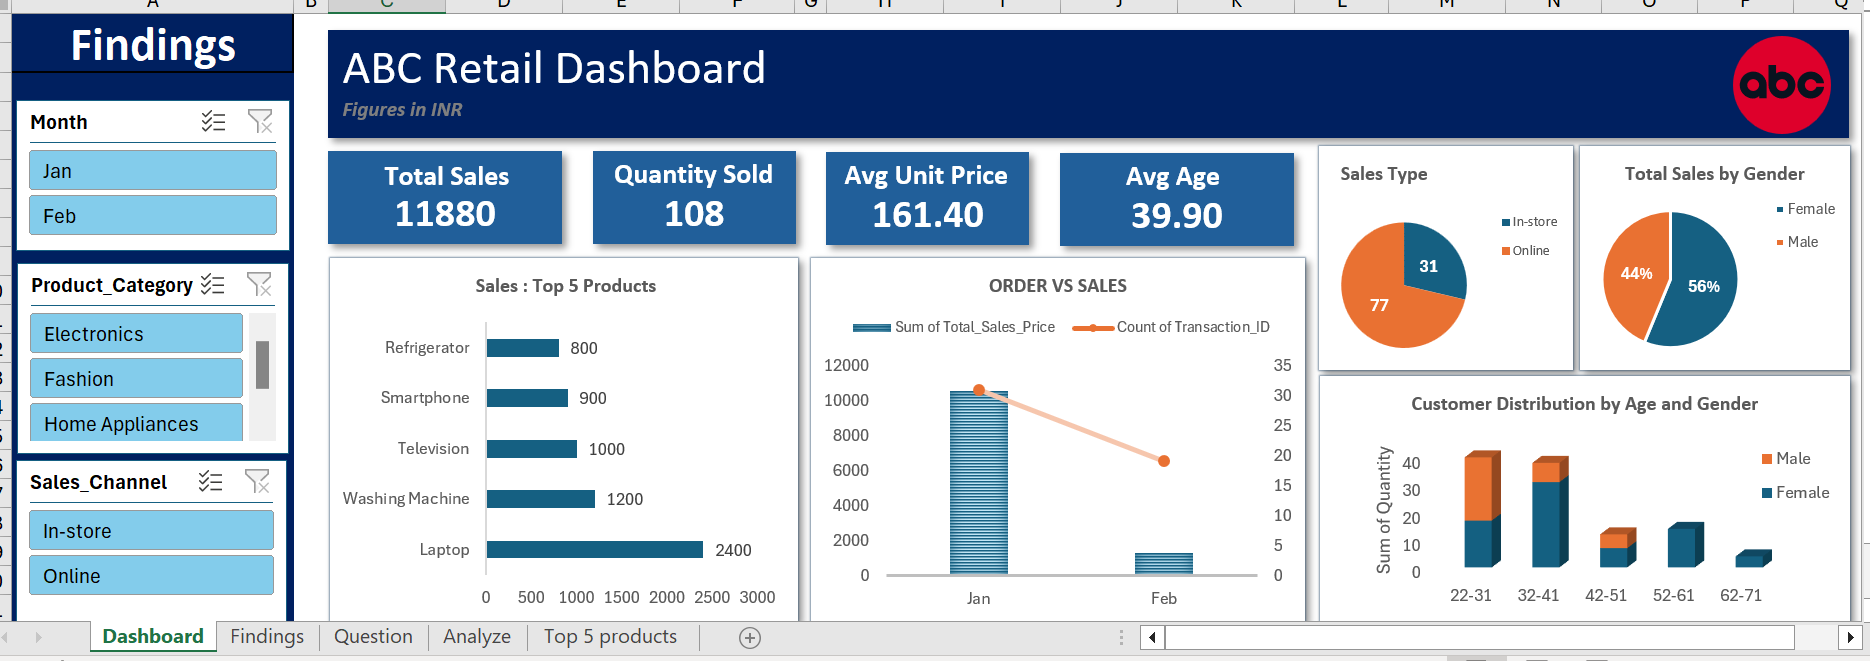 A B C D E F G H I J K L M N O P Q
Findings
Month
Jan
Feb
Product_Category
Electronics
Fashion
Home Appliances
Sales_Channel
In-store
Online
ABC Retail Dashboard
Figures in INR
abc
Total Sales
11880
Quantity Sold
108
Avg Unit Price
161.40
Avg Age
39.90
Sales Type
31
77
In-store
Online
Total Sales by Gender
Female
Male
44%
56%
Sales : Top 5 Products
Refrigerator 800
Smartphone 900
Television 1000
Washing Machine 1200
Laptop 2400
0 500 1000 1500 2000 2500 3000
ORDER VS SALES
Sum of Total_Sales_Price Count of Transaction_ID
12000 35
10000 30
8000 25
6000 20
4000 15
2000 10
0 5
0
Jan Feb
Customer Distribution by Age and Gender
Sum of Quantity
40
30
20
10
0
22-31 32-41 42-51 52-61 62-71
Male
Female
Dashboard Findings Question Analyze Top 5 products